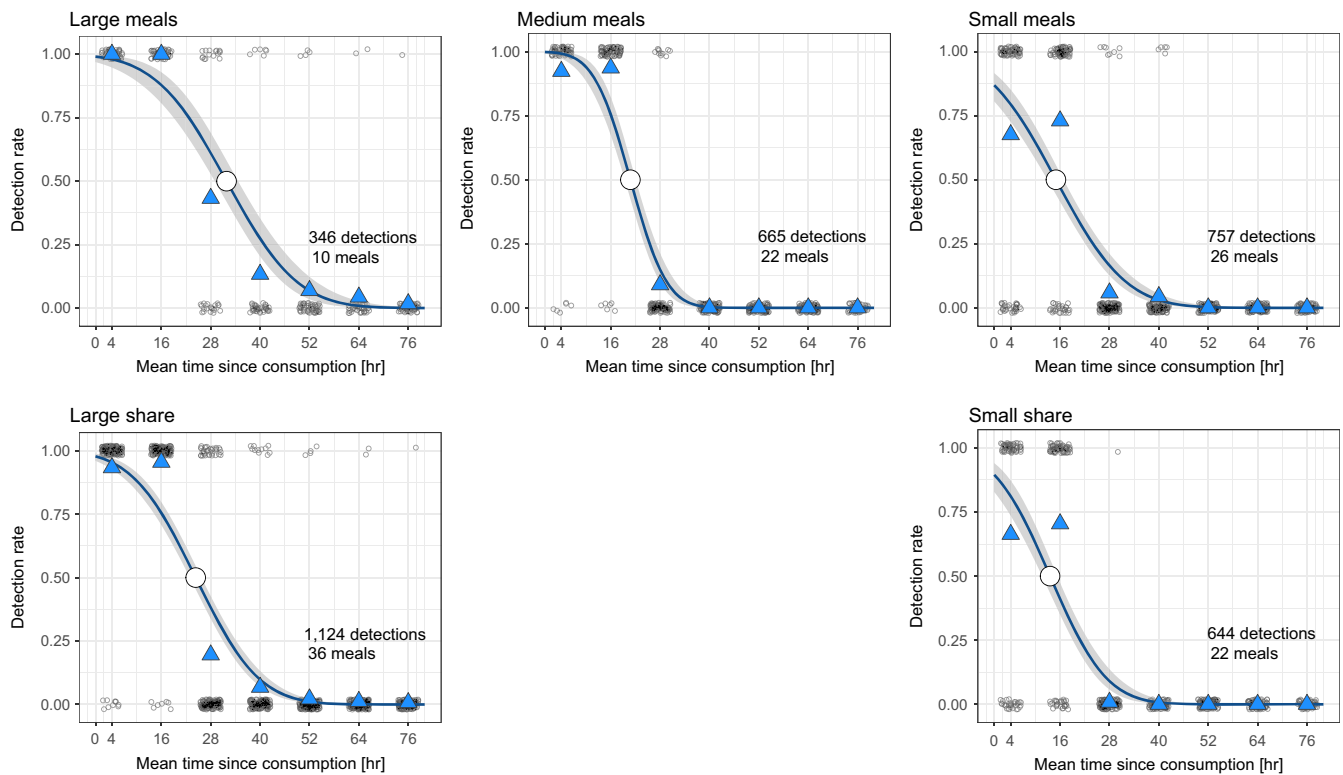 Large meals
Detection rate
1.00
0.75
0.50
0.25
0.00
346 detections
10 meals
0 4 16 28 40 52 64 76
Mean time since consumption [hr]
Medium meals
Detection rate
1.00
0.75
0.50
0.25
0.00
665 detections
22 meals
0 4 16 28 40 52 64 76
Mean time since consumption [hr]
Small meals
Detection rate
1.00
0.75
0.50
0.25
0.00
757 detections
26 meals
0 4 16 28 40 52 64 76
Mean time since consumption [hr]
Large share
Detection rate
1.00
0.75
0.50
0.25
0.00
1,124 detections
36 meals
0 4 16 28 40 52 64 76
Mean time since consumption [hr]
Small share
Detection rate
1.00
0.75
0.50
0.25
0.00
644 detections
22 meals
0 4 16 28 40 52 64 76
Mean time since consumption [hr]